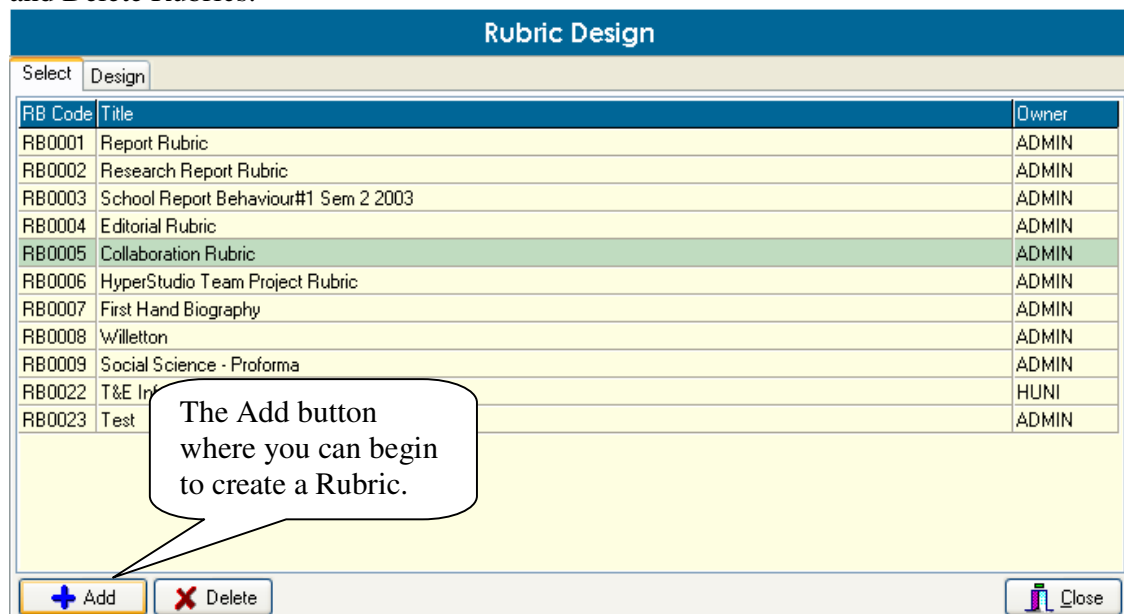 and Delete Rubrics.
Rubric Design
Select Design
RB Code Title Owner
RB0001 Report Rubric ADMIN
RB0002 Research Report Rubric ADMIN
RB0003 School Report Behaviour#1 Sem 2 2003 ADMIN
RB0004 Editorial Rubric ADMIN
RB0005 Collaboration Rubric ADMIN
RB0006 HyperStudio Team Project Rubric ADMIN
RB0007 First Hand Biography ADMIN
RB0008 Willetton ADMIN
RB0009 Social Science - Proforma ADMIN
RB0022 T&E HUNI
RB0023 Test ADMIN
The Add button
where you can begin
to create a Rubric.
Add Delete Close